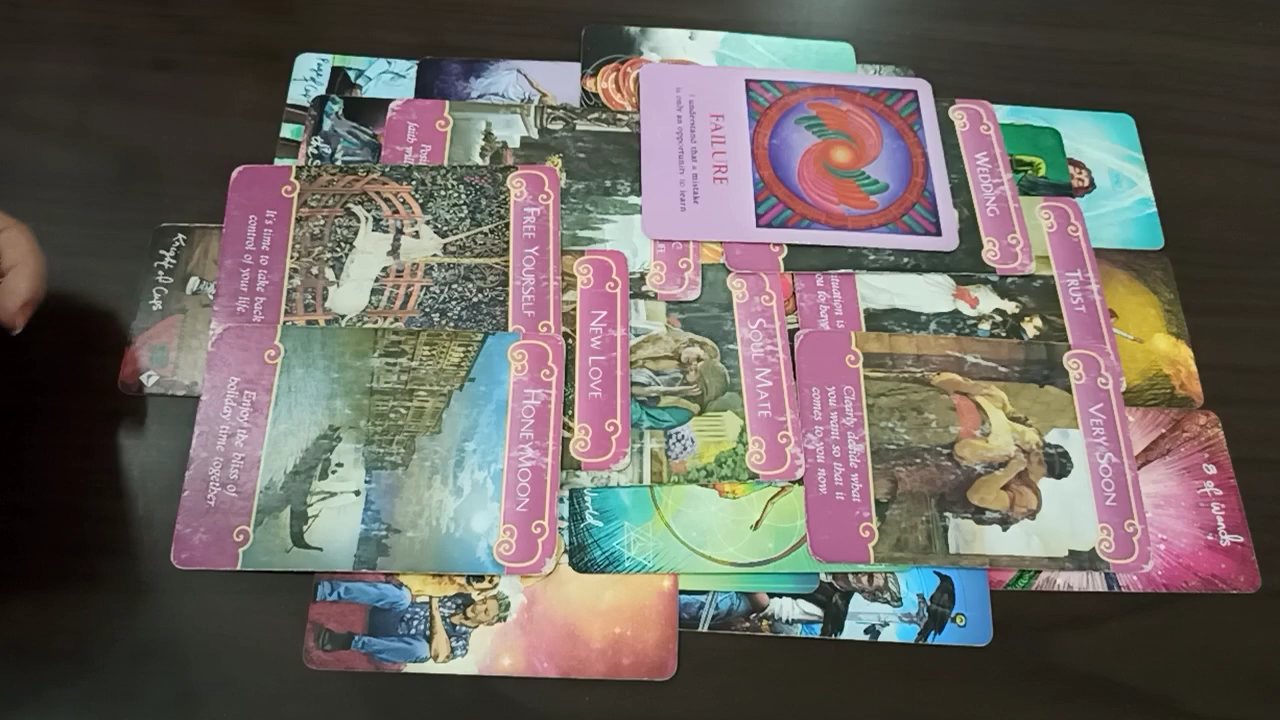 FAILURE
I understand that a mistake
is only an opportunity to learn
WEDDING
TRUST
FREE YOURSELF
It's time to take back
control of your life.
NEW LOVE
SOUL MATE
HONEYMOON
Enjoy the bliss of
holiday time together
VERY SOON
Clearly decide what
you want so that it
comes to you now.
Knight of Cups
8 of Wands